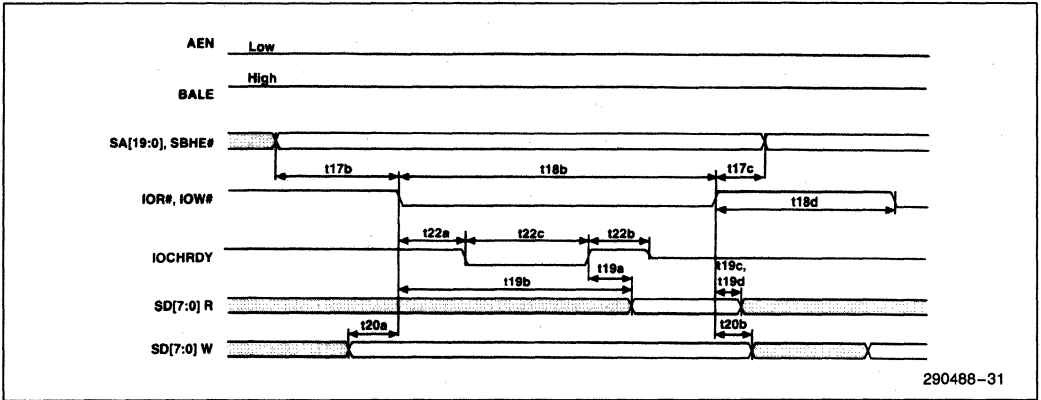 AEN
Low
High
BALE
SA[19:0], SBHE#
t17b
t18b
t17c
IOR#, IOW#
t18d
t22a
t22c
t22b
IOCHRDY
t19a
t19c,
t19b
t19d
SD[7:0] R
t20a
t20b
SD[7:0] W
290488-31